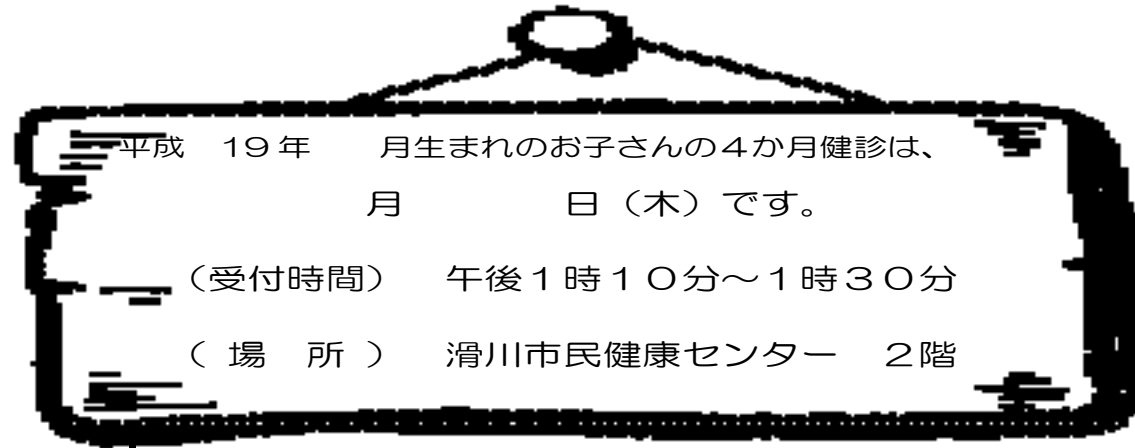 平成　19年　　月生まれのお子さんの4か月健診は、
月　　　　日（木）です。
（受付時間）　午後１時１０分～１時３０分
（ 場　所 ）　滑川市民健康センター　２階